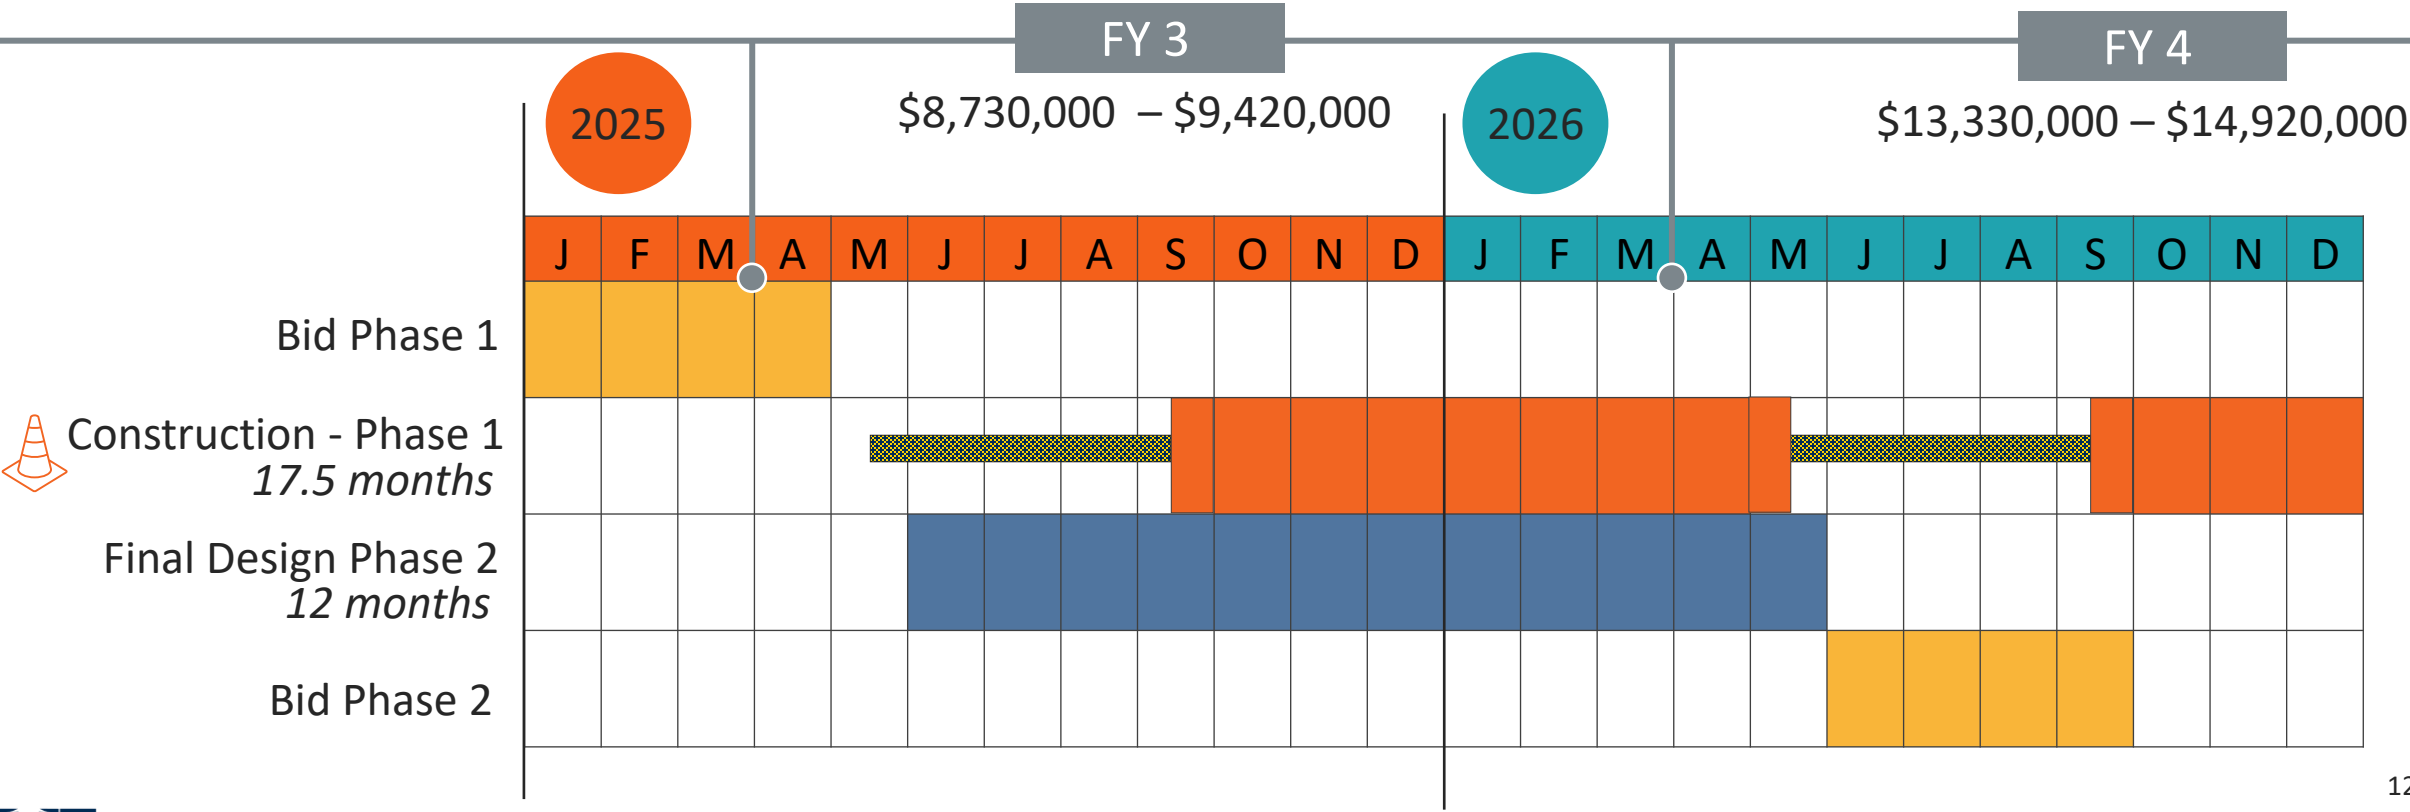 FY 3
FY 4
2025
$8,730,000 – $9,420,000
2026
$13,330,000 – $14,920,000
J F M A M J J A S O N D J F M A M J J A S O N D
Bid Phase 1
Construction - Phase 1
17.5 months
Final Design Phase 2
12 months
Bid Phase 2
12